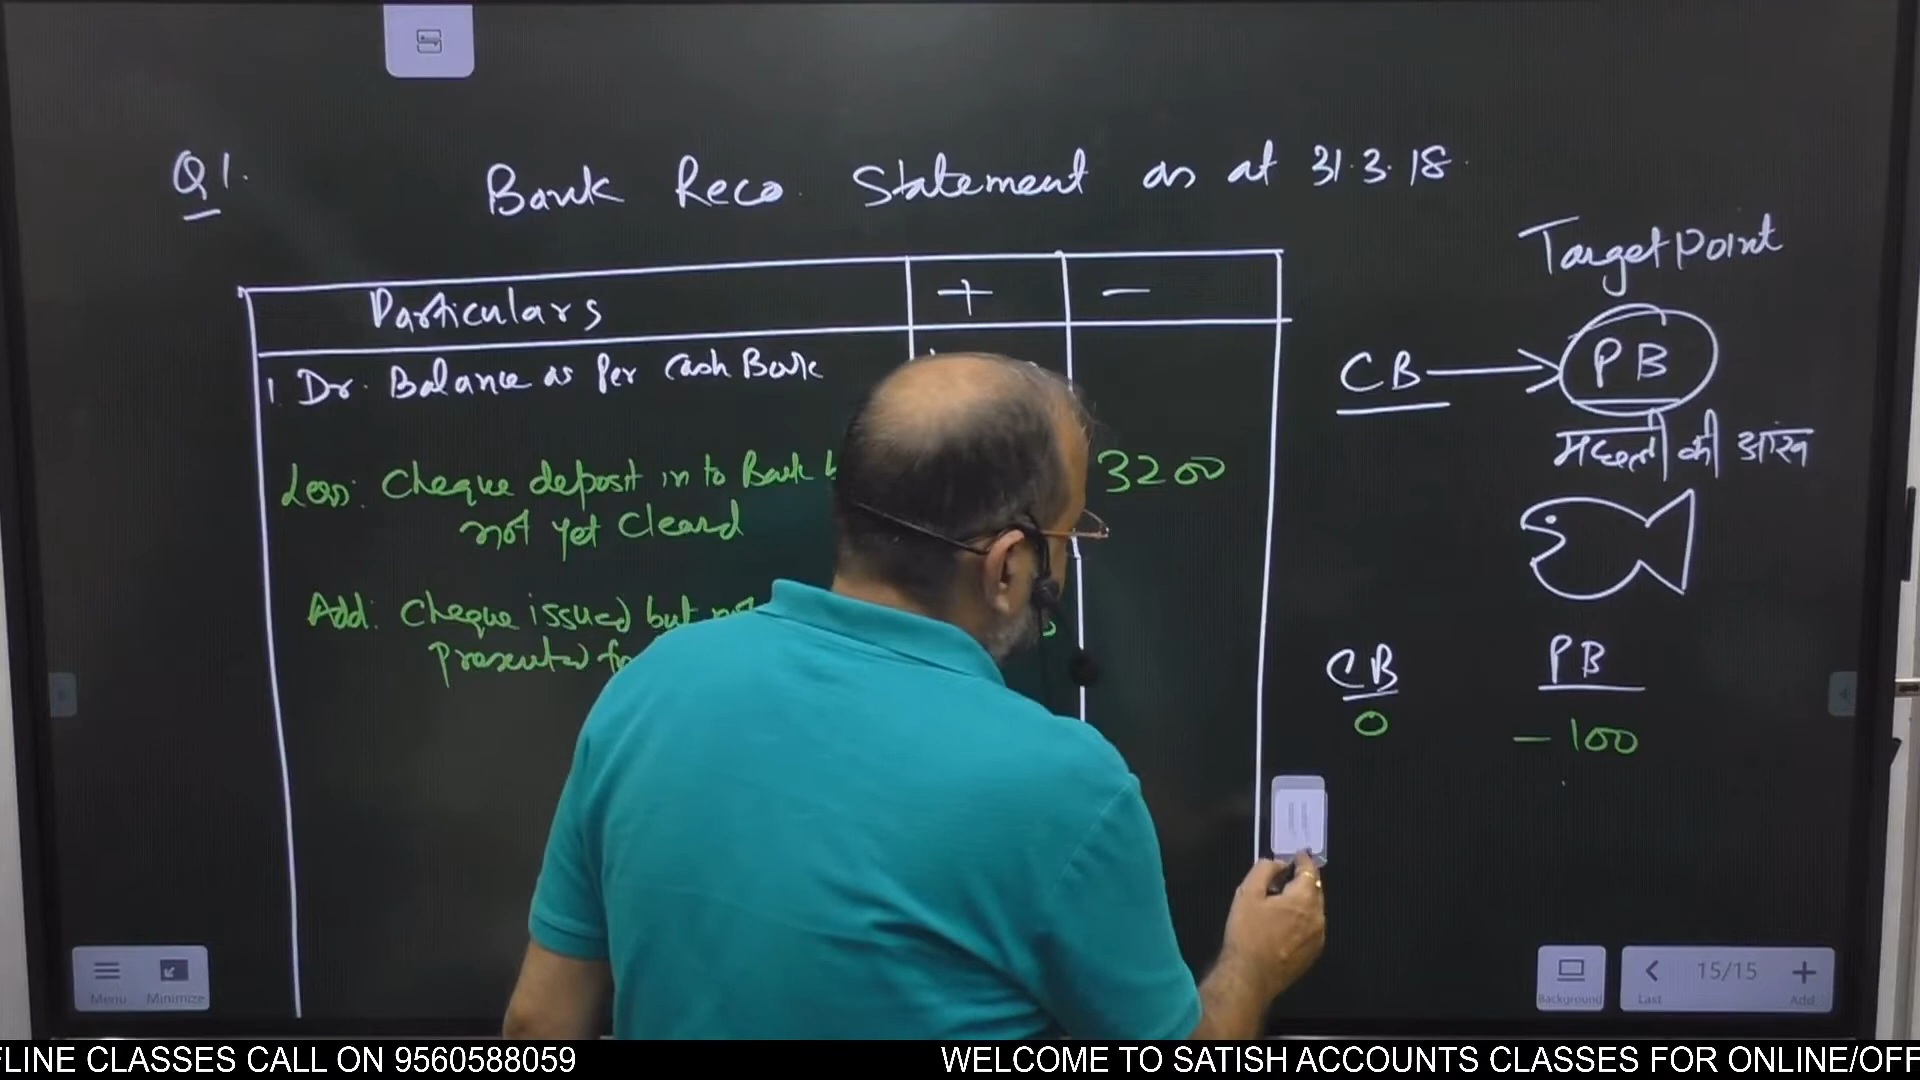 Q1.
Bank Reco. Statement as at 31.3.18.
Target Point
Particulars + -
1. Dr. Balance as Per Cash Book
CB PB
मछली की आंख
Less: Cheque deposit in to Bank 3200
not yet Cleared
Add: Cheque issued but not
presented
CB PB
0 - 100
Menu Minimize
Background
Last 15/15 Add
FLINE CLASSES CALL ON 9560588059 WELCOME TO SATISH ACCOUNTS CLASSES FOR ONLINE/OFF